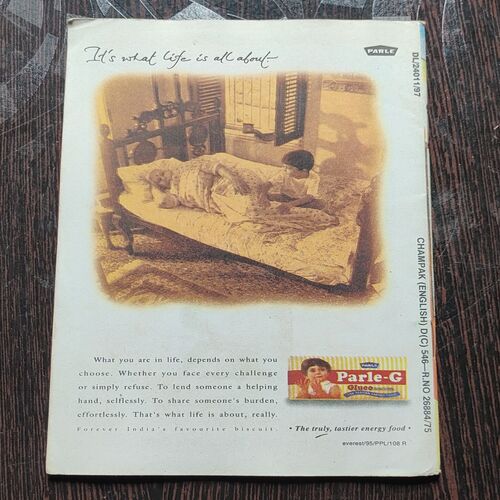 It's what life is all about
PARLE
DL/24011/97
CHAMPAK (ENGLISH) D(C) 546—R.NO 26884/75
What you are in life, depends on what you
choose. Whether you face every challenge
or simply refuse. To lend someone a helping
hand, selflessly. To share someone's burden,
effortlessly. That's what life is about, really.
Forever India's favourite biscuit.
PARLE
Parle-G
Gluco
• The truly, tastier energy food •
everest/95/PPL/108 R